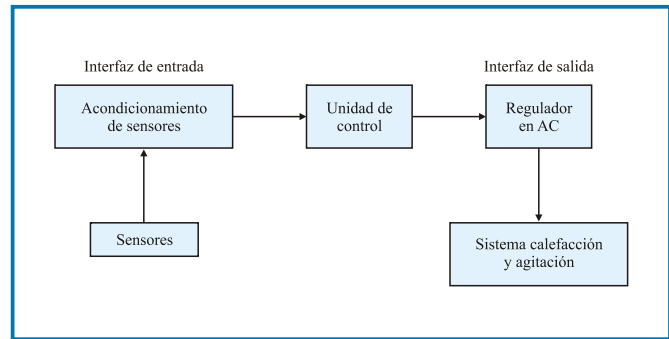 Interfaz de entrada
Acondicionamiento
de sensores
Unidad de
control
Interfaz de salida
Regulador
en AC
Sensores
Sistema calefacción
y agitación